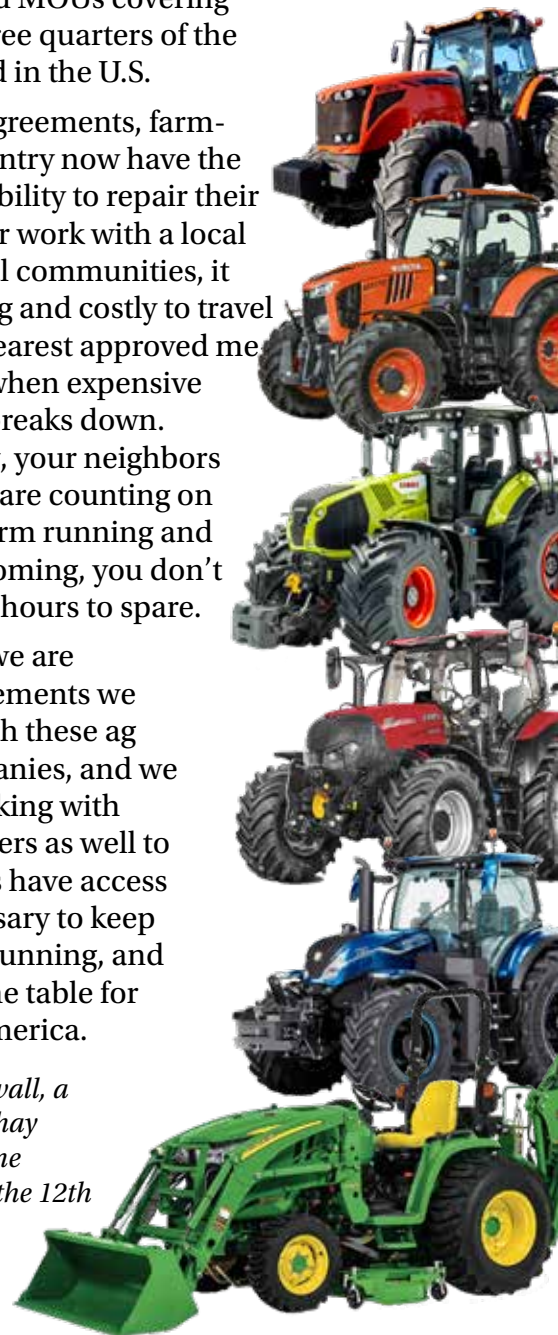 d MOUs covering
ree quarters of the
d in the U.S.
greements, farm-
entry now have the
bility to repair their
r work with a local
l communities, it
g and costly to travel
earest approved me
when expensive
reaks down.
, your neighbors
are counting on
rm running and
oming, you don't
hours to spare.
we are
ements we
h these ag
anies, and we
king with
ers as well to
s have access
sary to keep
unning, and
he table for
merica.
vall, a
hay
ne
the 12th
KUBOTA
CLAAS